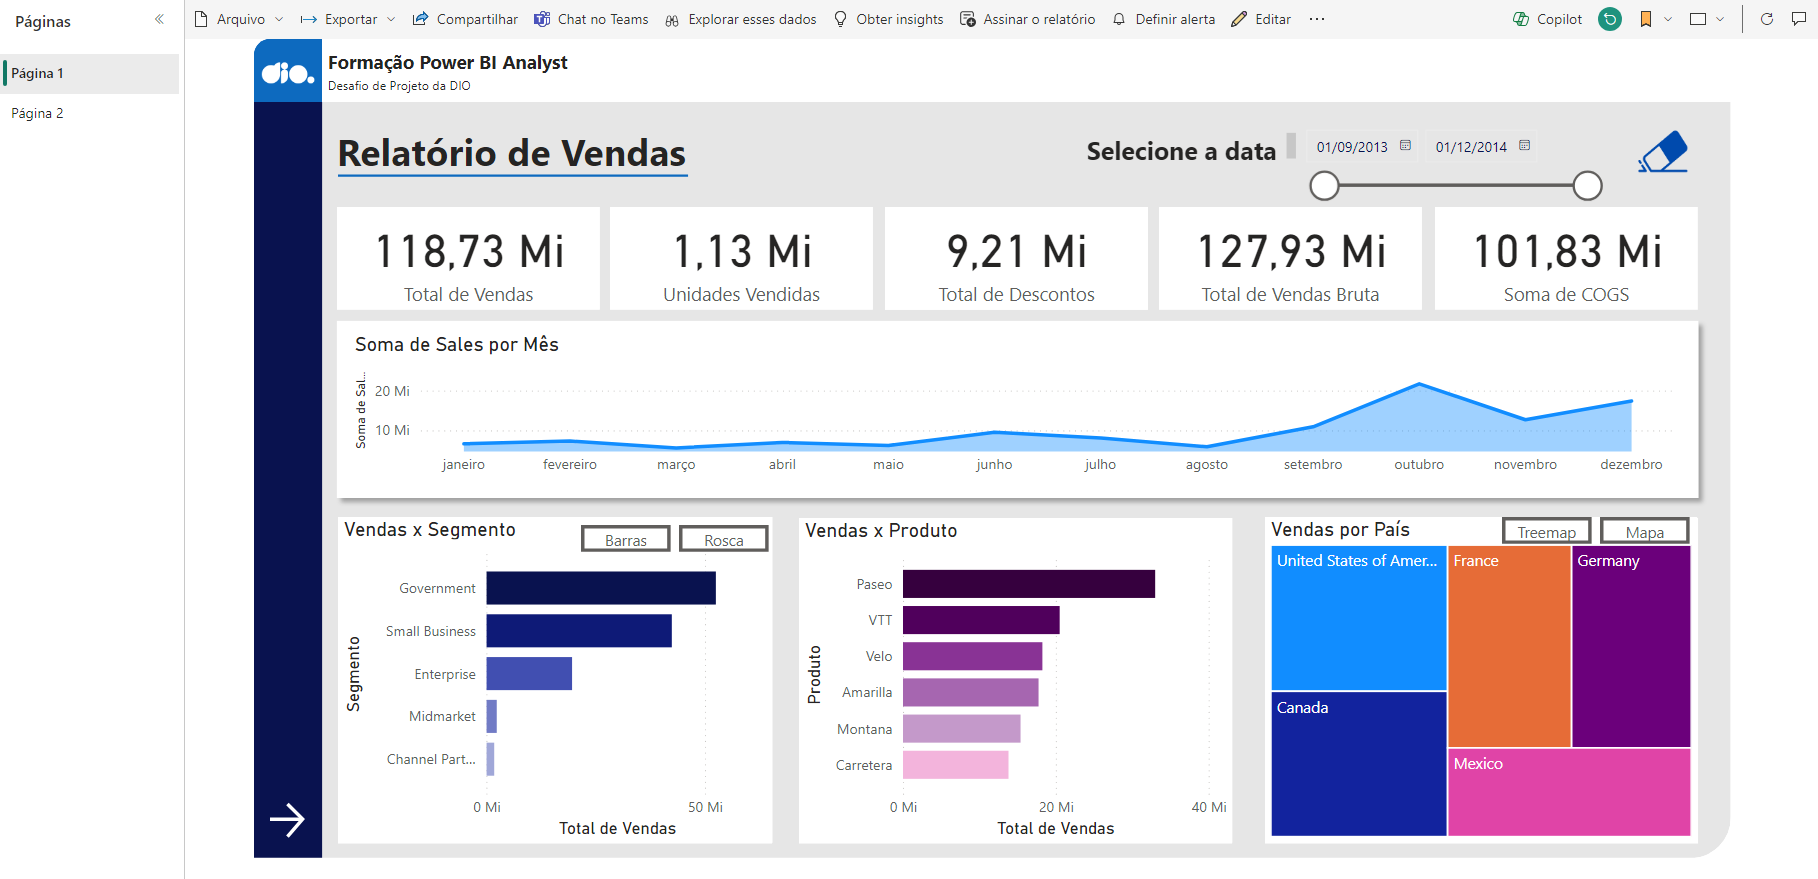 Páginas
Arquivo
Exportar
Compartilhar
Chat no Teams
Explorar esses dados
Obter insights
Assinar o relatório
Definir alerta
Editar
Copilot
Página 1
Página 2
dio.
Formação Power BI Analyst
Desafio de Projeto da DIO
Relatório de Vendas
Selecione a data
01/09/2013
01/12/2014
118,73 Mi
Total de Vendas
1,13 Mi
Unidades Vendidas
9,21 Mi
Total de Descontos
127,93 Mi
Total de Vendas Bruta
101,83 Mi
Soma de COGS
Soma de Sales por Mês
Soma de Sal...
20 Mi
10 Mi
janeiro
fevereiro
março
abril
maio
junho
julho
agosto
setembro
outubro
novembro
dezembro
Vendas x Segmento
Barras
Rosca
Segmento
Government
Small Business
Enterprise
Midmarket
Channel Part...
0 Mi
50 Mi
Total de Vendas
Vendas x Produto
Produto
Paseo
VTT
Velo
Amarilla
Montana
Carretera
0 Mi
20 Mi
40 Mi
Total de Vendas
Vendas por País
Treemap
Mapa
United States of Amer...
France
Germany
Canada
Mexico